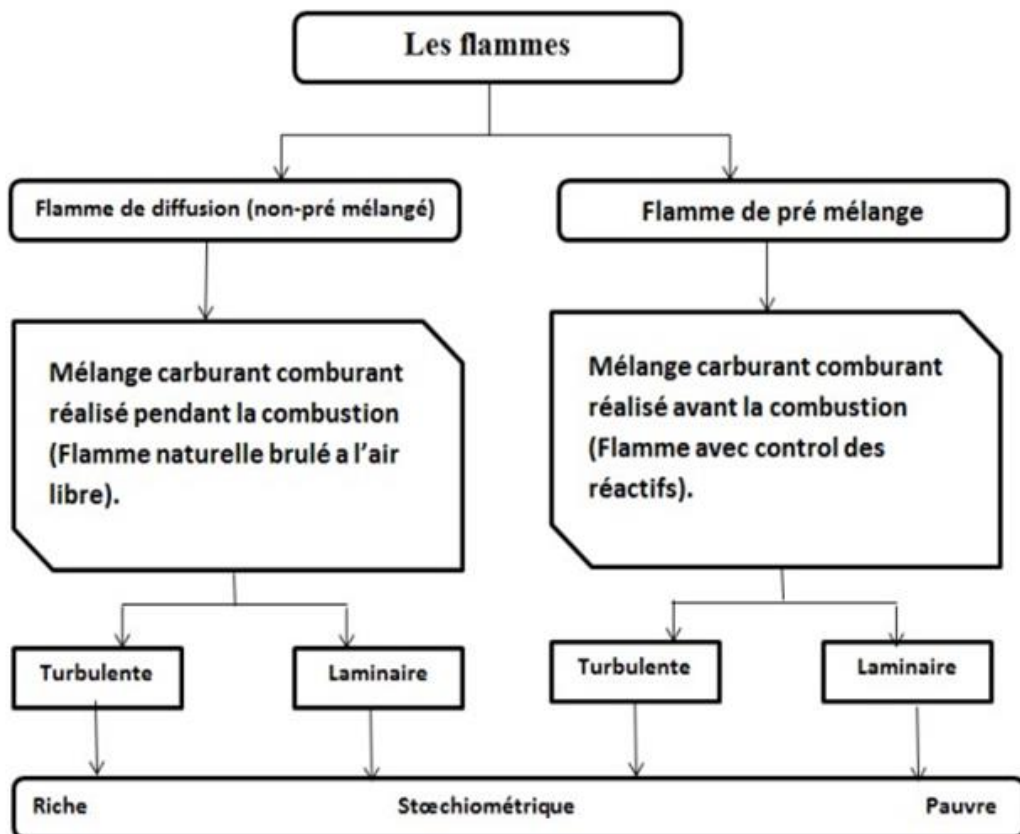 Les flammes
Flamme de diffusion (non-pré mélangé)
Flamme de pré mélange
Mélange carburant comburant
réalisé pendant la combustion
(Flamme naturelle brulé a l'air
libre).
Mélange carburant comburant
réalisé avant la combustion
(Flamme avec control des
réactifs).
Turbulente
Laminaire
Turbulente
Laminaire
Riche
Stœchiométrique
Pauvre